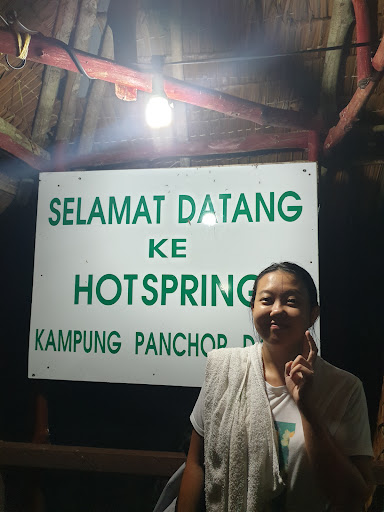 SELAMAT DATANG
KE
HOTSPRING
KAMPUNG PANCHOR